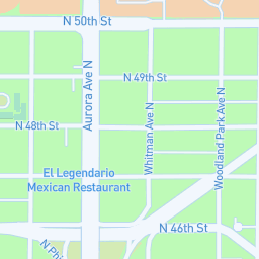 N 50th St
N 49th St
Aurora Ave N
Whitman Ave N
Woodland Park Ave N
N 48th St
El Legendario
Mexican Restaurant
N 46th St